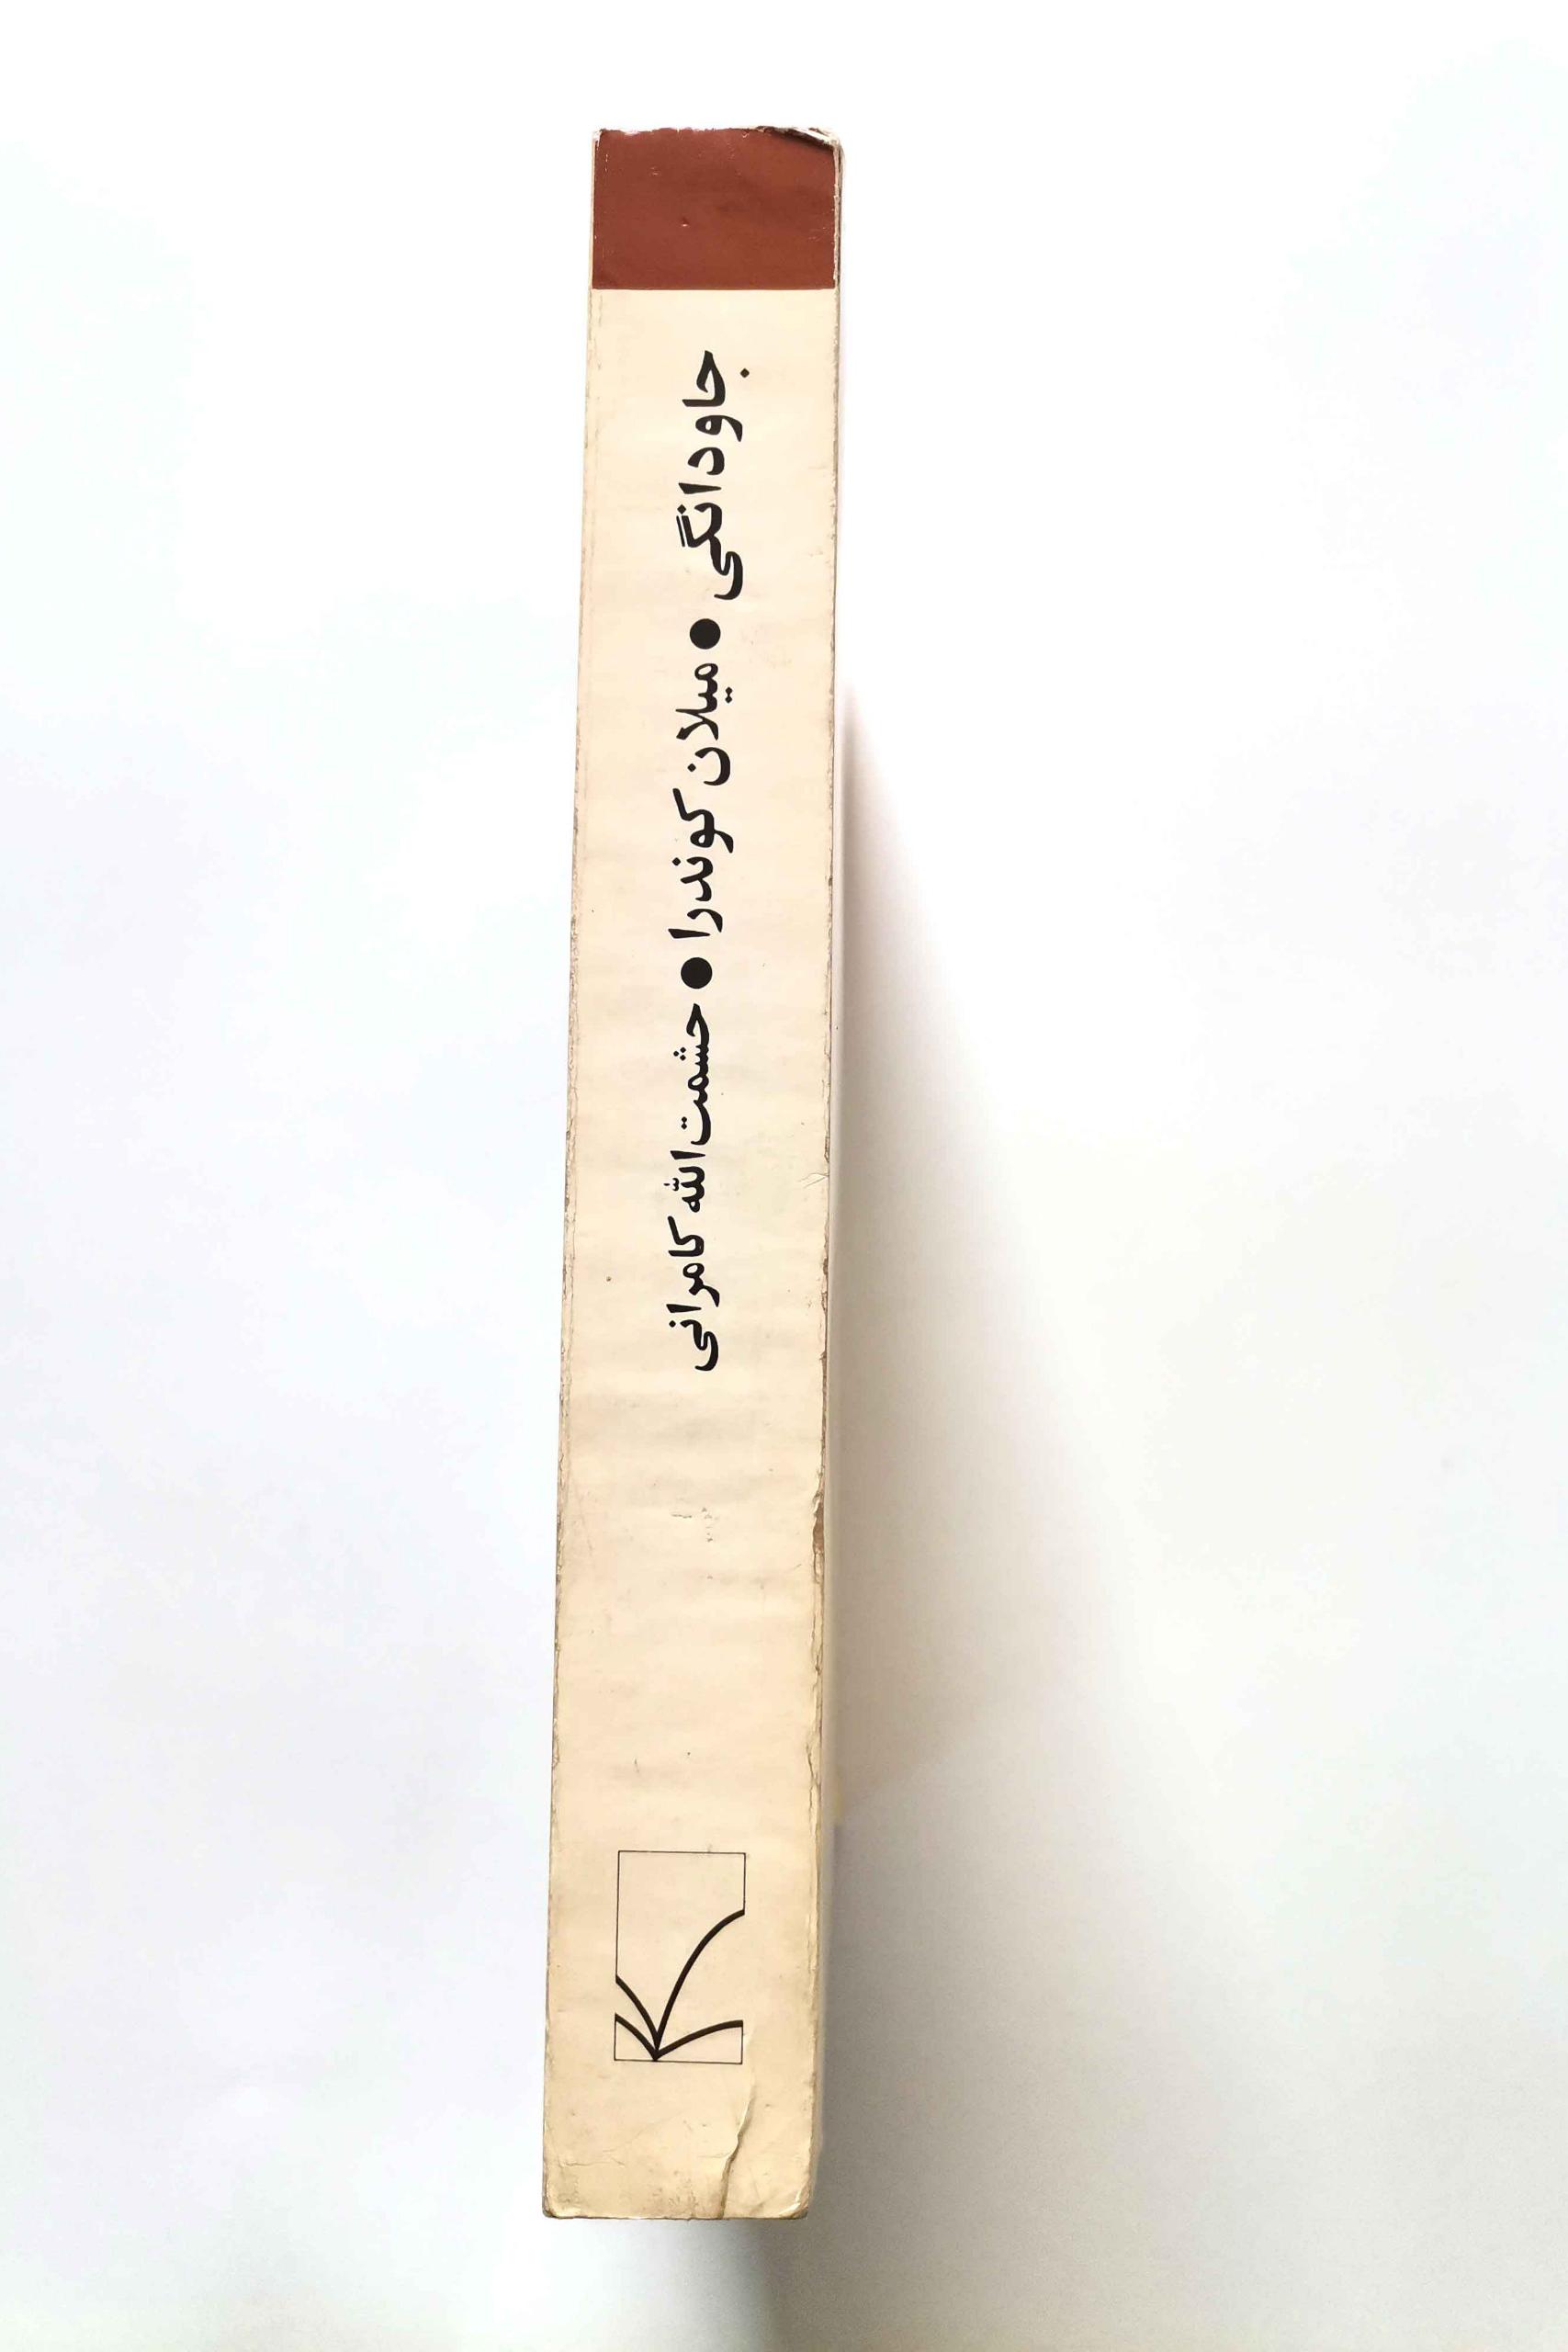 جاودانگی ● میلان کوندرا ● حشمت‌الله کامرانی